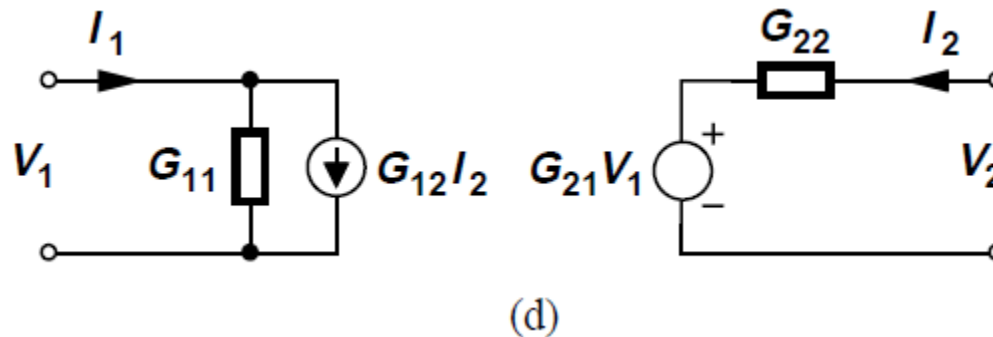 I₁
G₂₂
I₂
V₁
G₁₁
G₁₂I₂
G₂₁V₁
+
−
V₂
(d)